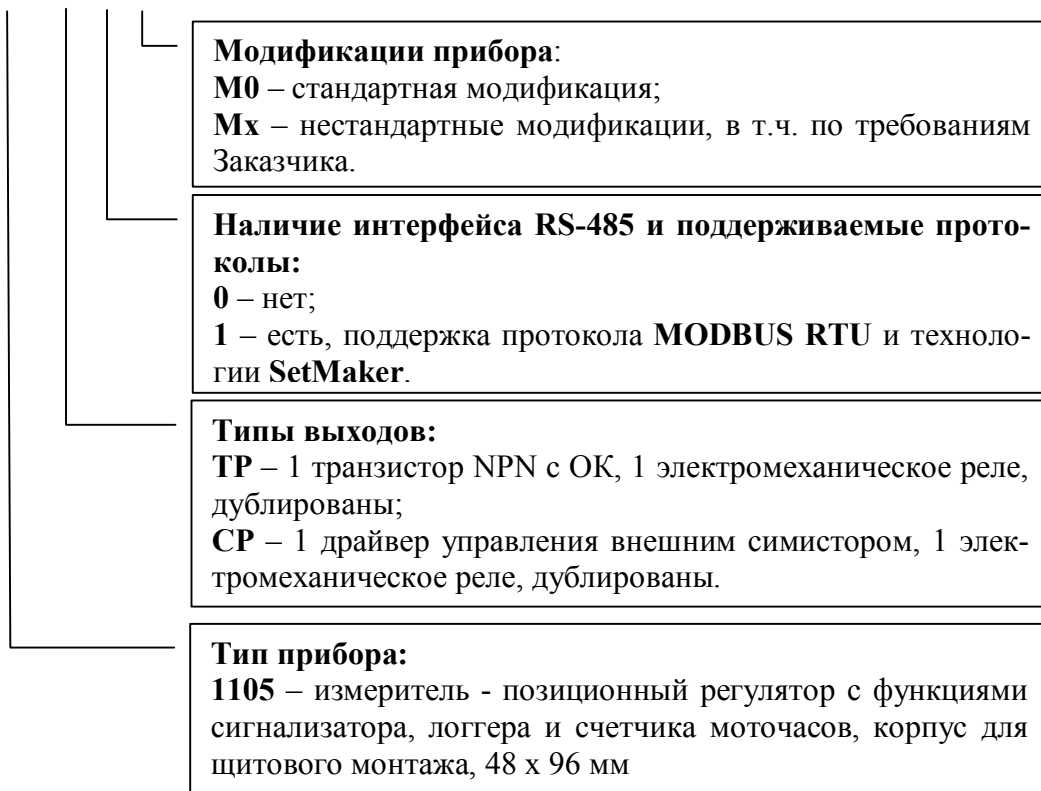 Модификации прибора:
М0 – стандартная модификация;
Мх – нестандартные модификации, в т.ч. по требованиям
Заказчика.
Наличие интерфейса RS-485 и поддерживаемые прото-
колы:
0 – нет;
1 – есть, поддержка протокола MODBUS RTU и техноло-
гии SetMaker.
Типы выходов:
ТР – 1 транзистор NPN с ОК, 1 электромеханическое реле,
дублированы;
СР – 1 драйвер управления внешним симистором, 1 элек-
тромеханическое реле, дублированы.
Тип прибора:
1105 – измеритель - позиционный регулятор с функциями
сигнализатора, логгера и счетчика моточасов, корпус для
щитового монтажа, 48 х 96 мм